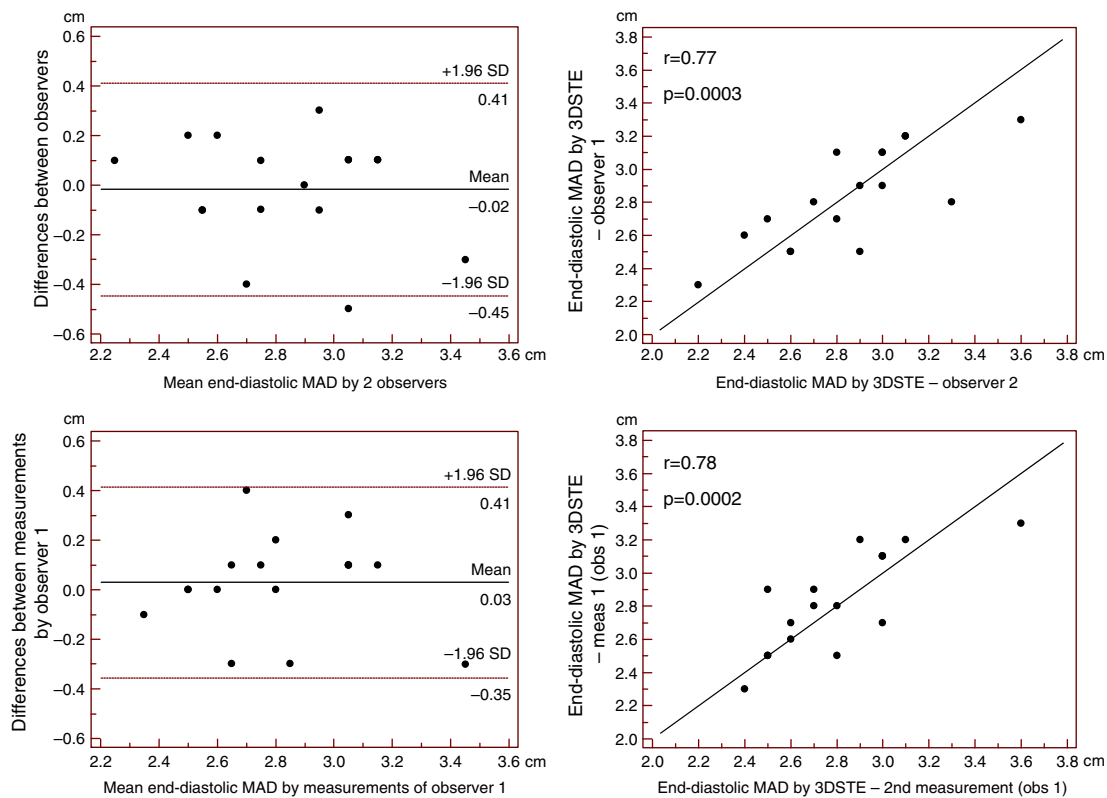 cm
0.6
0.4
0.2
0.0
–0.2
–0.4
–0.6
Differences between observers
+1.96 SD
0.41
Mean
–0.02
–1.96 SD
–0.45
2.2 2.4 2.6 2.8 3.0 3.2 3.4 3.6 cm
Mean end-diastolic MAD by 2 observers
cm
3.8
3.6
3.4
3.2
3.0
2.8
2.6
2.4
2.2
2.0
End-diastolic MAD by 3DSTE
– observer 1
r=0.77
p=0.0003
2.0 2.2 2.4 2.6 2.8 3.0 3.2 3.4 3.6 3.8 cm
End-diastolic MAD by 3DSTE – observer 2
cm
0.6
0.4
0.2
0.0
–0.2
–0.4
–0.6
Differences between measurements
by observer 1
+1.96 SD
0.41
Mean
0.03
–1.96 SD
–0.35
2.2 2.4 2.6 2.8 3.0 3.2 3.4 3.6 cm
Mean end-diastolic MAD by measurements of observer 1
cm
3.8
3.6
3.4
3.2
3.0
2.8
2.6
2.4
2.2
2.0
End-diastolic MAD by 3DSTE
– meas 1 (obs 1)
r=0.78
p=0.0002
2.0 2.2 2.4 2.6 2.8 3.0 3.2 3.4 3.6 3.8 cm
End-diastolic MAD by 3DSTE – 2nd measurement (obs 1)